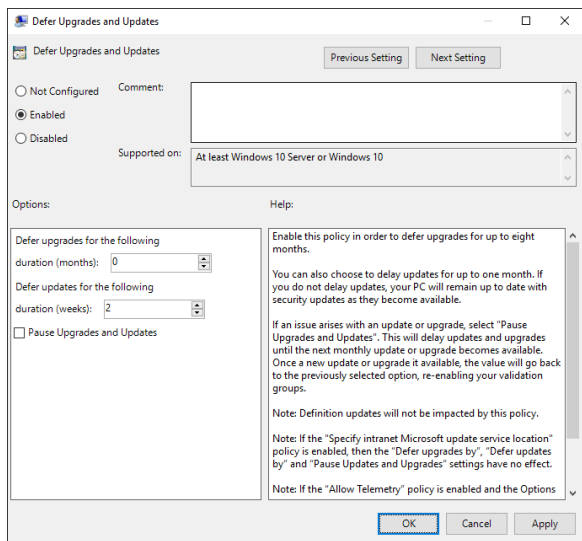 Defer Upgrades and Updates
Defer Upgrades and Updates
Previous Setting
Next Setting
Not Configured
Comment:
Enabled
Disabled
Supported on:
At least Windows 10 Server or Windows 10
Options:
Help:
Defer upgrades for the following
duration (months): 0
Defer updates for the following
duration (weeks): 2
Pause Upgrades and Updates
Enable this policy in order to defer upgrades for up to eight
months.
You can also choose to delay updates for up to one month. If
you do not delay updates, your PC will remain up to date with
security updates as they become available.
If an issue arises with an update or upgrade, select "Pause
Upgrades and Updates". This will delay updates and upgrades
until the next monthly update or upgrade becomes available.
Once a new update or upgrade it available, the value will go back
to the previously selected option, re-enabling your validation
groups.
Note: Definition updates will not be impacted by this policy.
Note: If the "Specify intranet Microsoft update service location"
policy is enabled, then the "Defer upgrades by", "Defer updates
by" and "Pause Updates and Upgrades" settings have no effect.
Note: If the "Allow Telemetry" policy is enabled and the Options
OK
Cancel
Apply